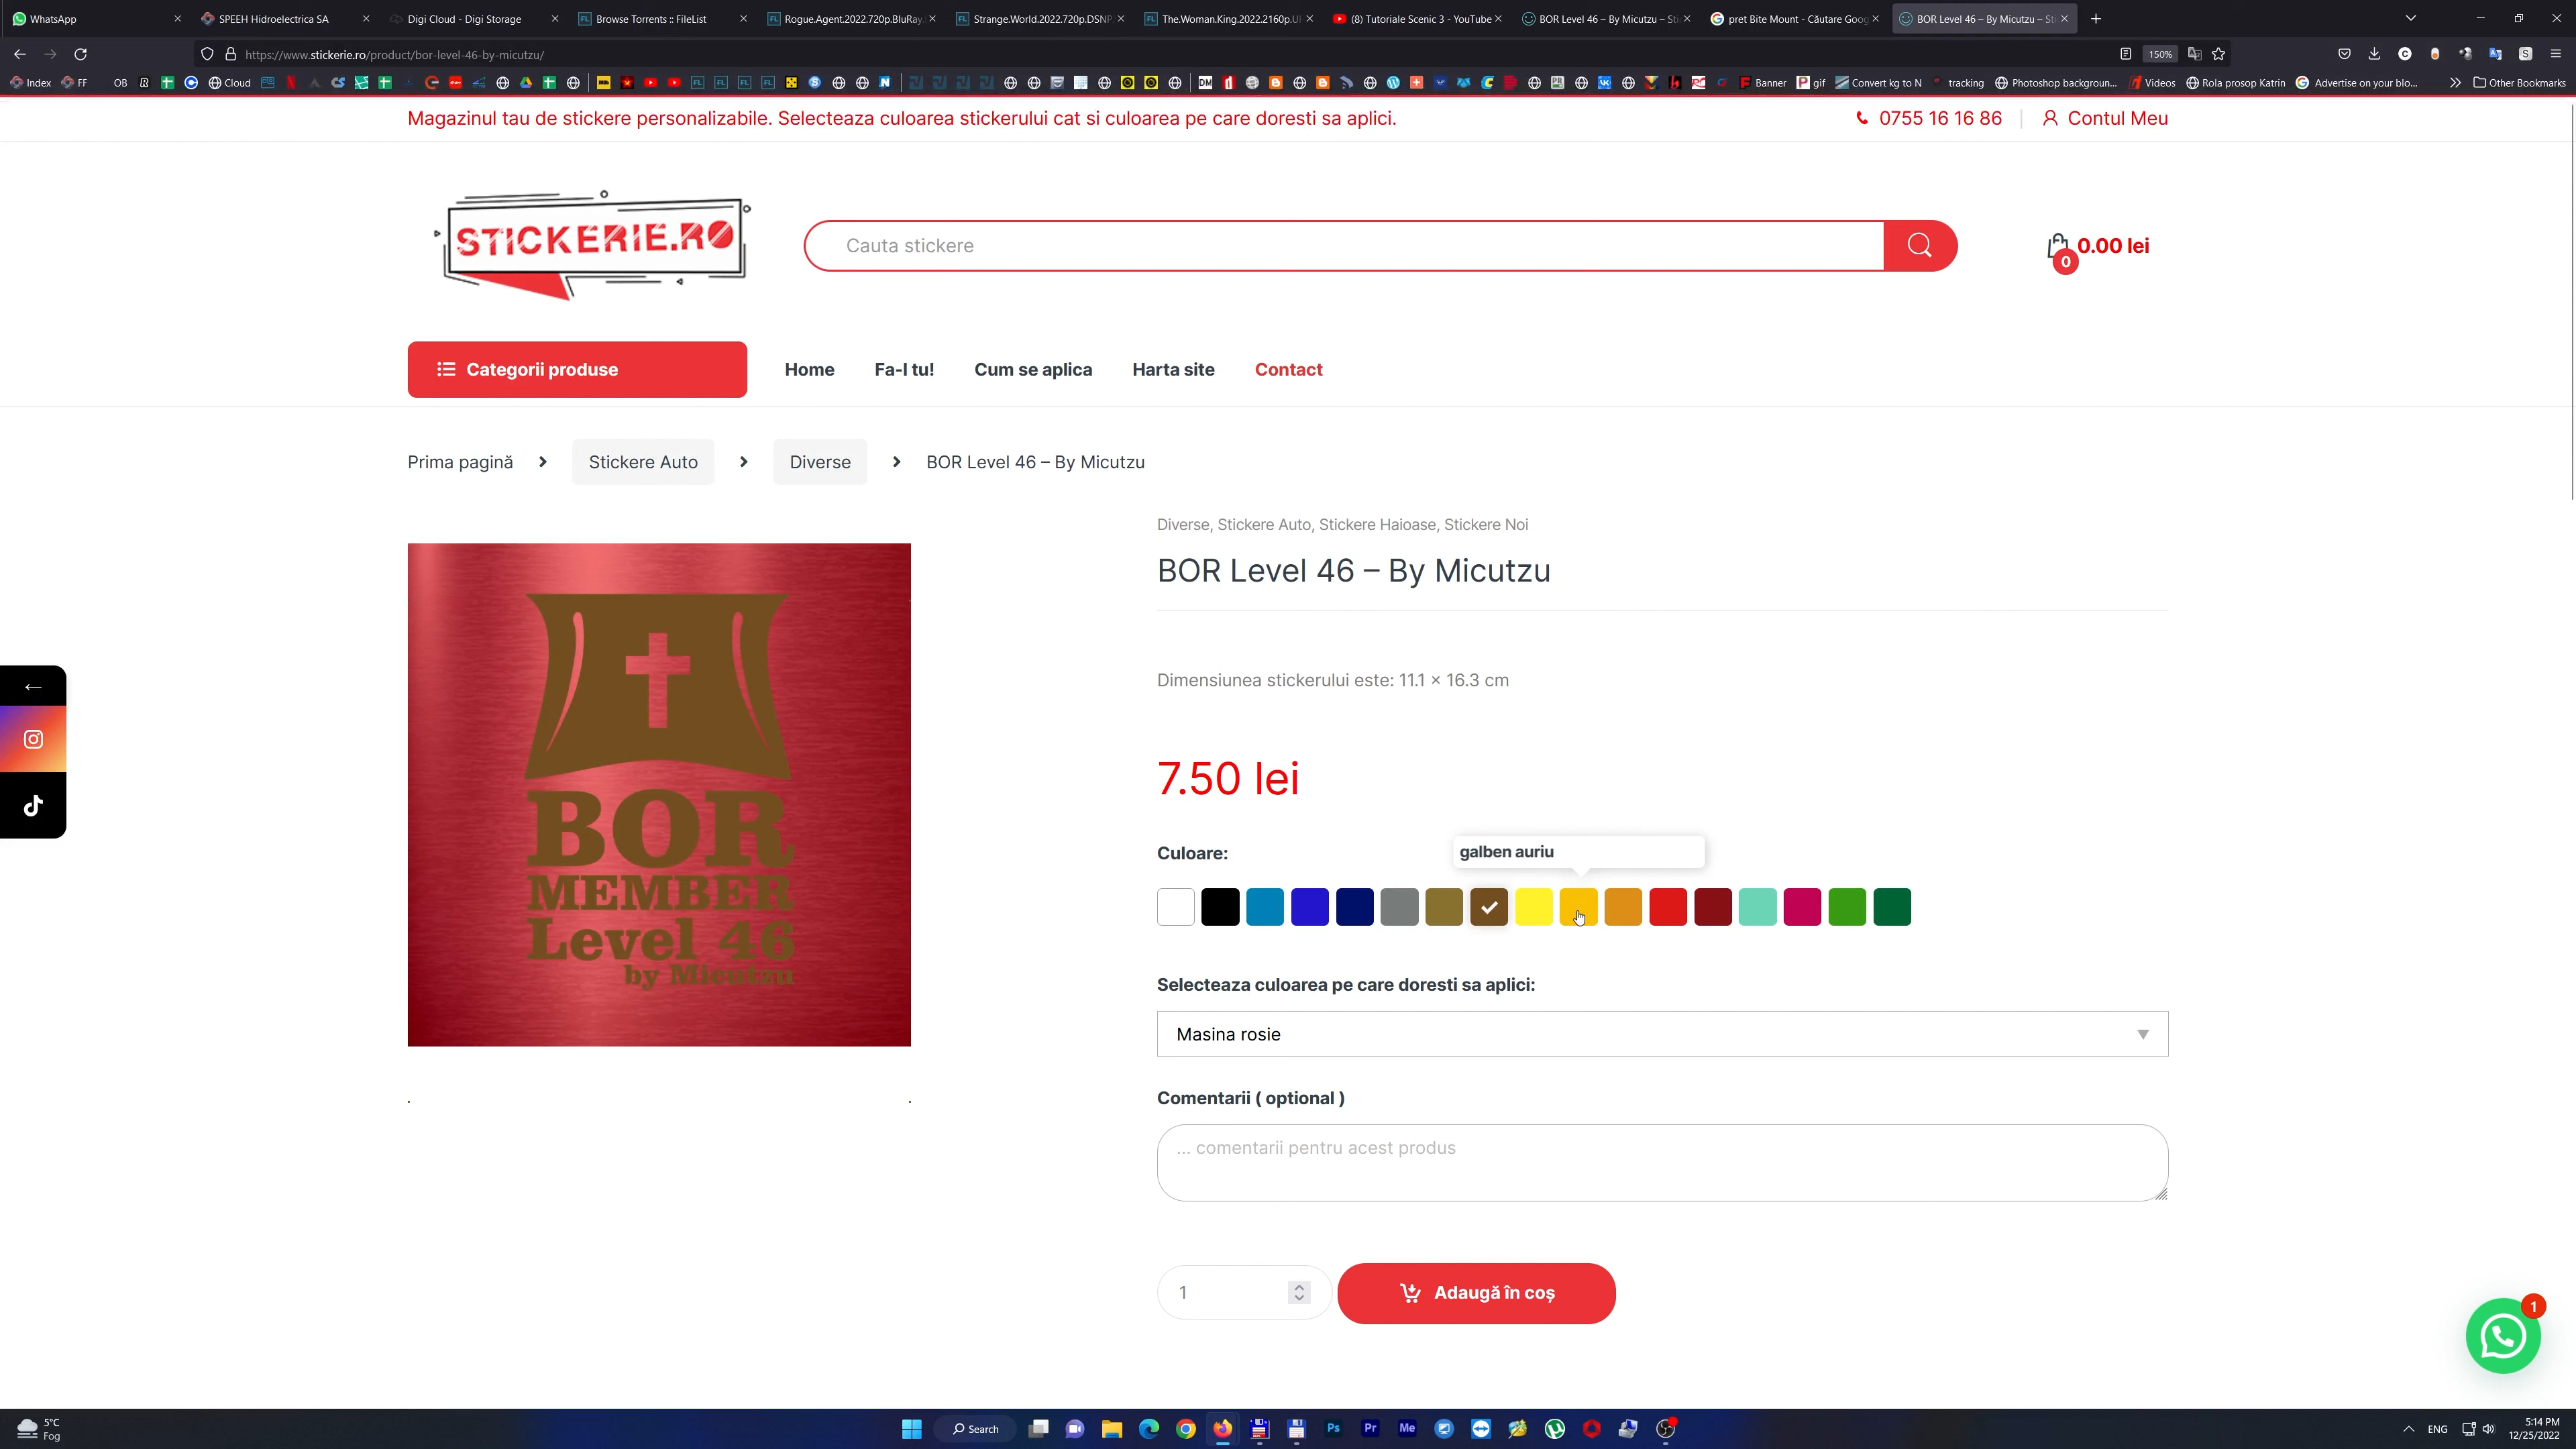 WhatsApp
SPEEH Hidroelectrica SA
Digi Cloud - Digi Storage
Browse Torrents :: FileList
Rogue.Agent.2022.720p.BluRay.
Strange.World.2022.720p.DSNP
The.Woman.King.2022.2160p.U
(8) Tutoriale Scenic 3 - YouTube
BOR Level 46 – By Micutzu – Sti
pret Bite Mount - Căutare Goog
BOR Level 46 – By Micutzu – Sti
https://www.stickerie.ro/product/bor-level-46-by-micutzu/
150%
Index
FF
OB
Cloud
Banner
gif
Convert kg to N
tracking
Photoshop backgroun...
Videos
Rola prosop Katrin
Advertise on your blo...
Other Bookmarks
Magazinul tau de stickere personalizabile. Selecteaza culoarea stickerului cat si culoarea pe care doresti sa aplici.
0755 16 16 86
Contul Meu
STICKERIE.RO
Cauta stickere
0
0.00 lei
Categorii produse
Home
Fa-l tu!
Cum se aplica
Harta site
Contact
Prima pagină
Stickere Auto
Diverse
BOR Level 46 – By Micutzu
Diverse, Stickere Auto, Stickere Haioase, Stickere Noi
BOR Level 46 – By Micutzu
BOR
MEMBER
Level 46
by Micutzu
Dimensiunea stickerului este: 11.1 × 16.3 cm
7.50 lei
Culoare:
galben auriu
Selecteaza culoarea pe care doresti sa aplici:
Masina rosie
Comentarii ( optional )
... comentarii pentru acest produs
1
Adaugă în coș
1
5°C
Fog
Search
Ps
Pr
Me
ENG
5:14 PM
12/25/2022